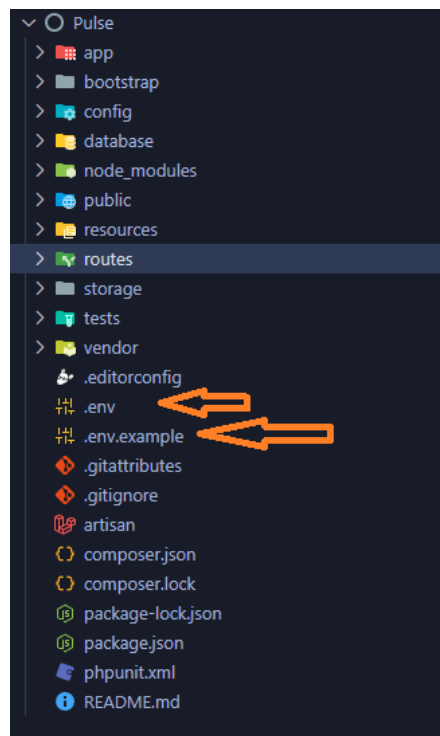 Pulse
app
bootstrap
config
database
node_modules
public
resources
routes
storage
tests
vendor
.editorconfig
.env
.env.example
.gitattributes
.gitignore
artisan
composer.json
composer.lock
package-lock.json
package.json
phpunit.xml
README.md